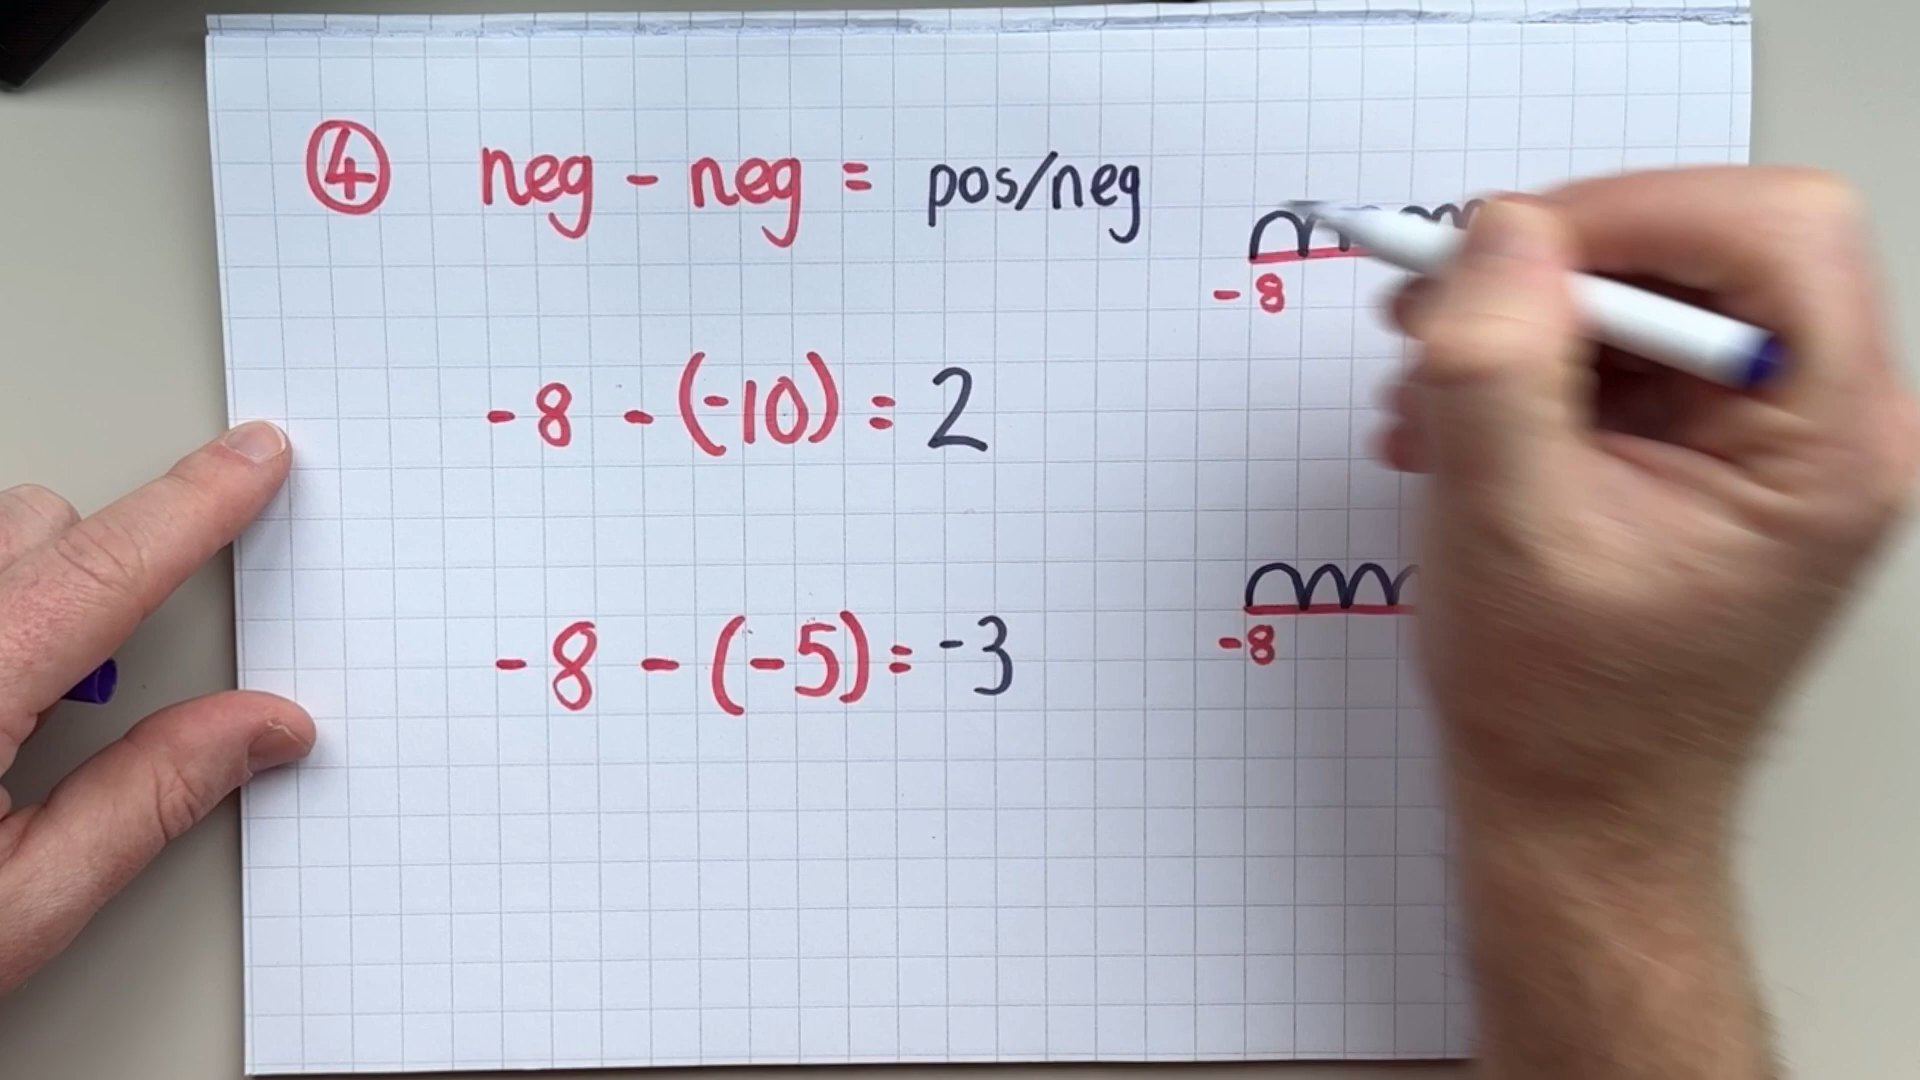 ④ neg - neg = pos/neg
-8
-8 - (-10) = 2
-8 - (-5) = -3
-8